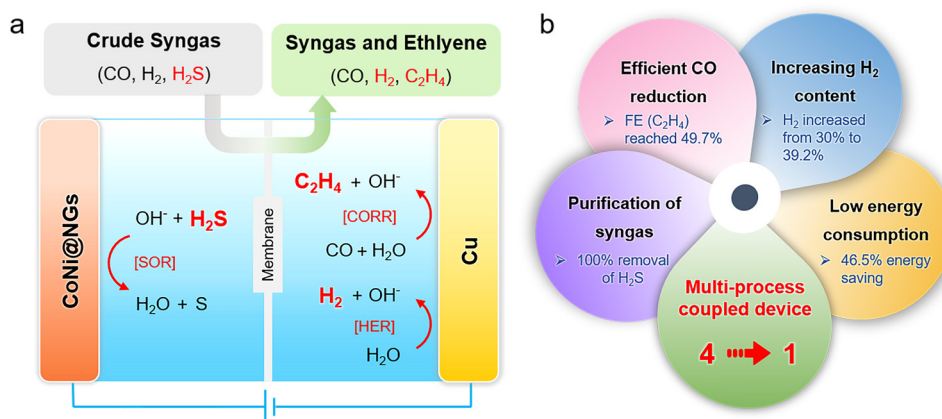 a
Crude Syngas
(CO, H₂, H₂S)
Syngas and Ethlyene
(CO, H₂, C₂H₄)
CoNi@NGs
OH⁻ + H₂S
[SOR]
H₂O + S
Membrane
C₂H₄ + OH⁻
[CORR]
CO + H₂O
H₂ + OH⁻
[HER]
H₂O
Cu
b
Efficient CO
reduction
➢ FE (C₂H₄)
reached 49.7%
Increasing H₂
content
➢ H₂ increased
from 30% to
39.2%
Purification of
syngas
➢ 100% removal
of H₂S
Low energy
consumption
➢ 46.5% energy
saving
Multi-process
coupled device
4 → 1